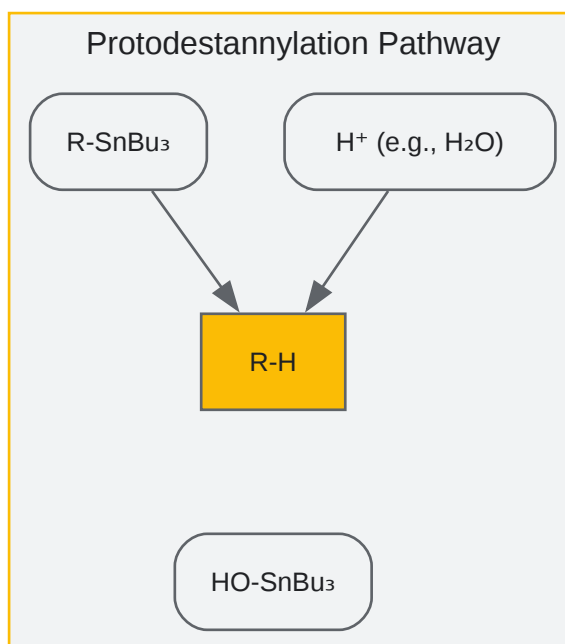 Protodestannylation Pathway
R-SnBu₃
H⁺ (e.g., H₂O)
R-H
HO-SnBu₃